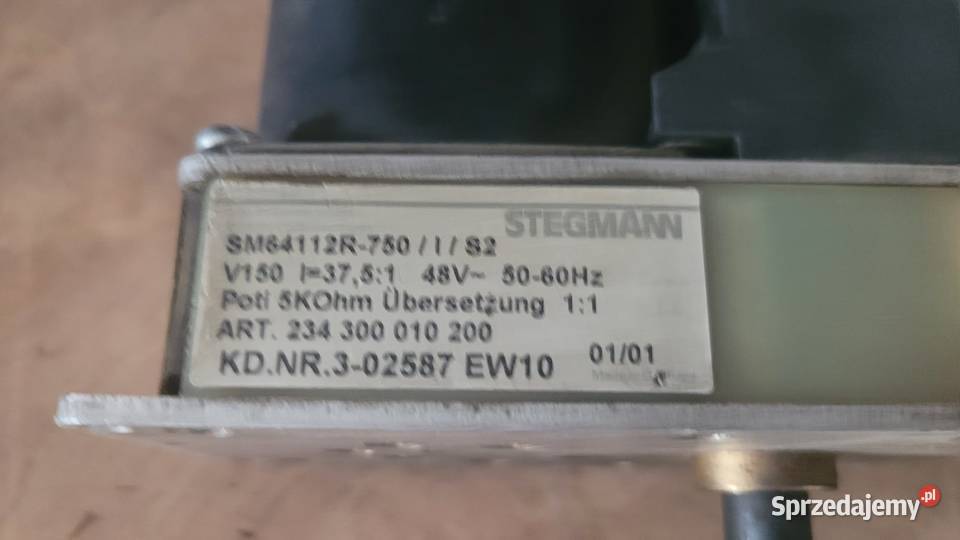 STEGMANN
SM64112R-750 / I / S2
V150 I=37,5:1 48V~ 50-60Hz
Poti 5KOhm Übersetzung 1:1
ART. 234 300 010 200
KD.NR.3-02587 EW10 01/01
Sprzedajemy.pl